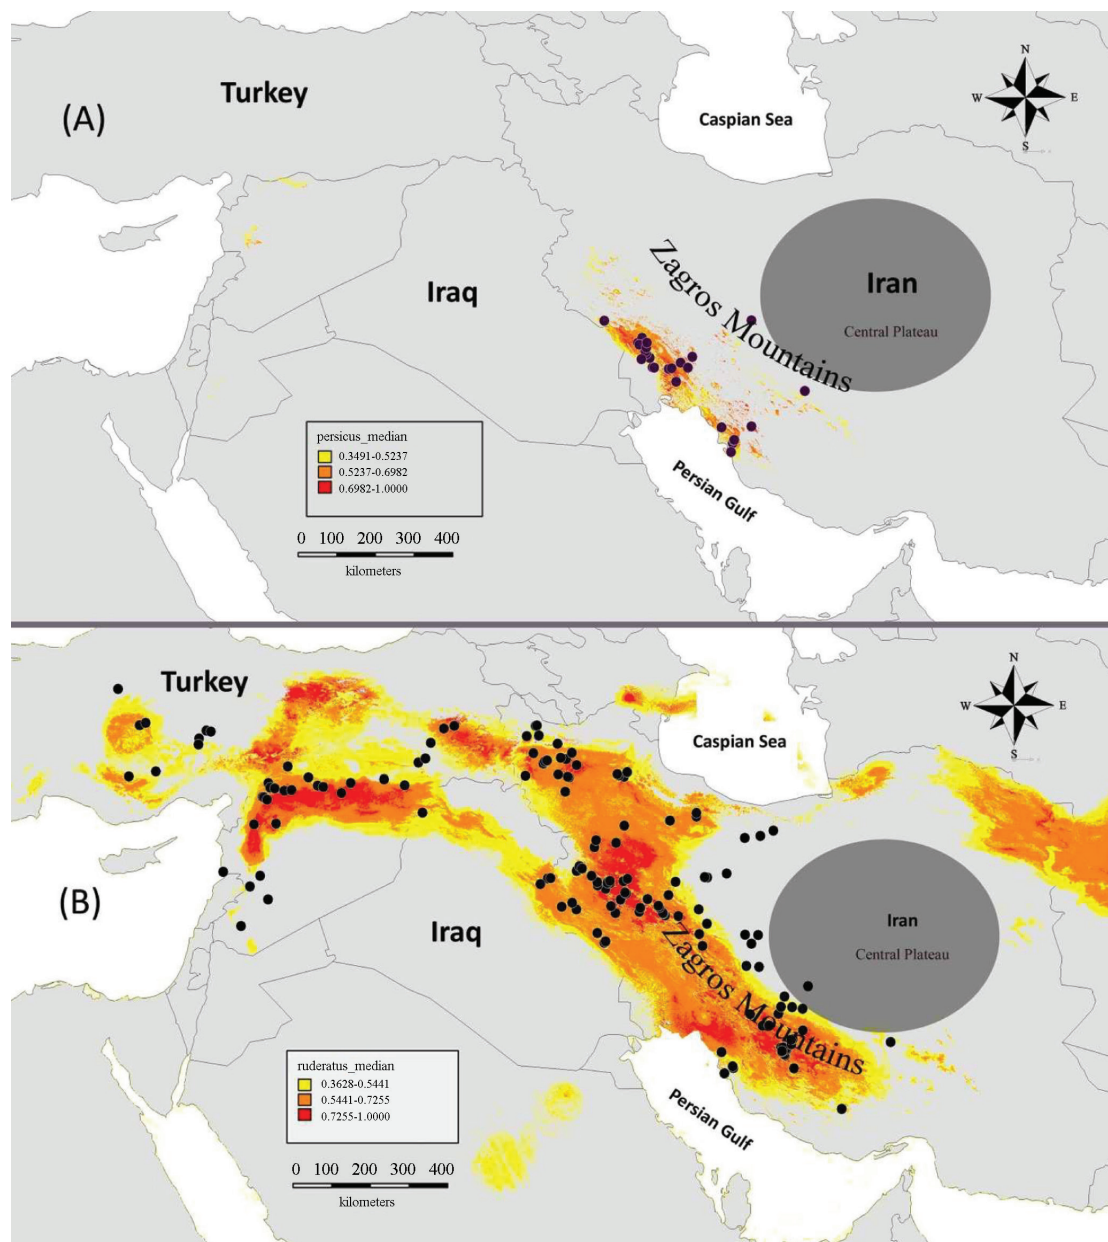 N
Turkey
(A)
Caspian Sea
W
E
S
Zagros Mountains
Iran
Iraq
Central Plateau
persicus_median
0.3491-0.5237
0.5237-0.6982
0.6982-1.0000
Persian Gulf
0 100 200 300 400
kilometers
N
Turkey
W
E
S
Caspian Sea
(B)
Iran
Iraq
Central Plateau
Zagros Mountains
ruderatus_median
0.3628-0.5441
0.5441-0.7255
0.7255-1.0000
Persian Gulf
0 100 200 300 400
kilometers